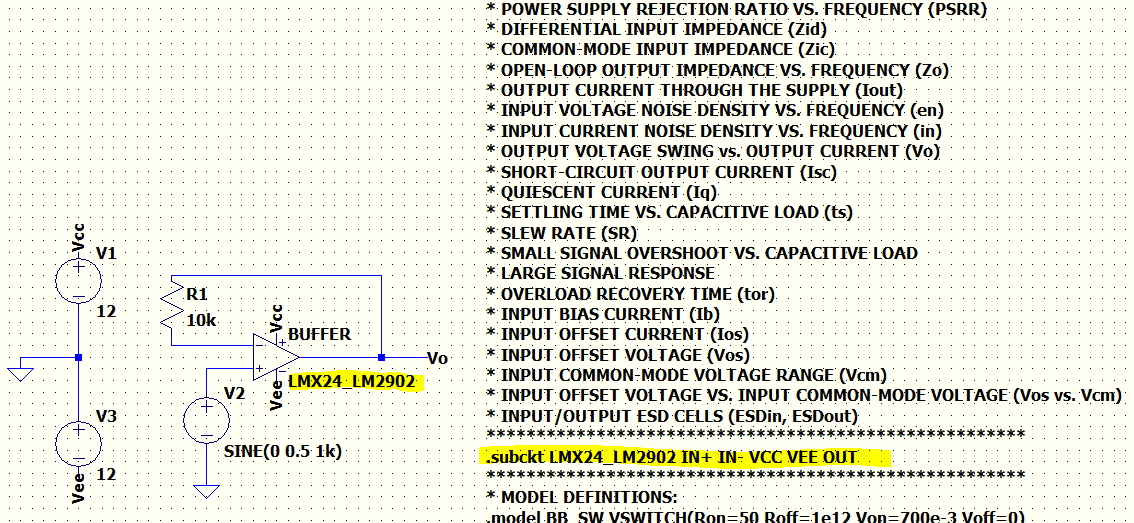 * POWER SUPPLY REJECTION RATIO VS. FREQUENCY (PSRR)
* DIFFERENTIAL INPUT IMPEDANCE (Zid)
* COMMON-MODE INPUT IMPEDANCE (Zic)
* OPEN-LOOP OUTPUT IMPEDANCE VS. FREQUENCY (Zo)
* OUTPUT CURRENT THROUGH THE SUPPLY (Iout)
* INPUT VOLTAGE NOISE DENSITY VS. FREQUENCY (en)
* INPUT CURRENT NOISE DENSITY VS. FREQUENCY (in)
* OUTPUT VOLTAGE SWING vs. OUTPUT CURRENT (Vo)
* SHORT-CIRCUIT OUTPUT CURRENT (Isc)
* QUIESCENT CURRENT (Iq)
* SETTLING TIME VS. CAPACITIVE LOAD (ts)
* SLEW RATE (SR)
* SMALL SIGNAL OVERSHOOT VS. CAPACITIVE LOAD
* LARGE SIGNAL RESPONSE
* OVERLOAD RECOVERY TIME (tor)
* INPUT BIAS CURRENT (Ib)
* INPUT OFFSET CURRENT (Ios)
* INPUT OFFSET VOLTAGE (Vos)
* INPUT COMMON-MODE VOLTAGE RANGE (Vcm)
* INPUT OFFSET VOLTAGE VS. INPUT COMMON-MODE VOLTAGE (Vos vs. Vcm)
* INPUT/OUTPUT ESD CELLS (ESDin, ESDout)
******************************************************
.subckt LMX24_LM2902 IN+ IN- VCC VEE OUT
******************************************************
* MODEL DEFINITIONS:
.model BB_SW VSWITCH(Ron=50 Roff=1e12 Von=700e-3 Voff=0)
Vcc
V1
12
R1
10k
Vcc
BUFFER
Vo
LMX24_LM2902
Vee
V2
SINE(0 0.5 1k)
V3
12
Vee